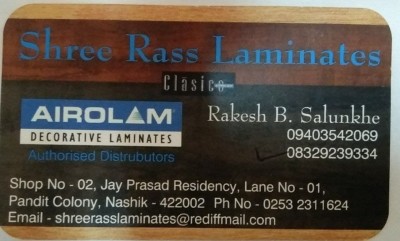 Shree Rass Laminates
Clasico
AIROLAM
DECORATIVE LAMINATES
Authorised Distrubutors
Rakesh B. Salunkhe
09403542069
08329239334
Shop No - 02, Jay Prasad Residency, Lane No - 01,
Pandit Colony, Nashik - 422002 Ph No - 0253 2311624
Email - shreerasslaminates@rediffmail.com